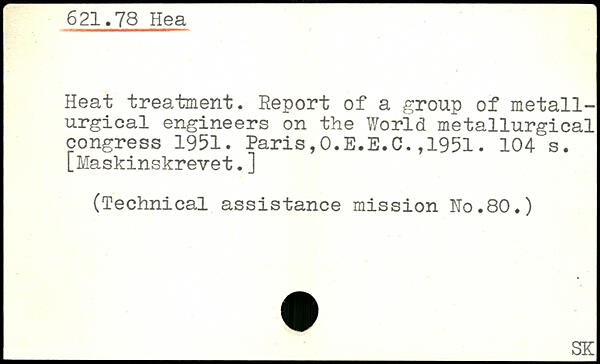 621.78 Hea
Heat treatment. Report of a group of metall-
urgical engineers on the World metallurgical
congress 1951. Paris,O.E.E.C.,1951. 104 s.
[Maskinskrevet.]
(Technical assistance mission No.80.)
SK